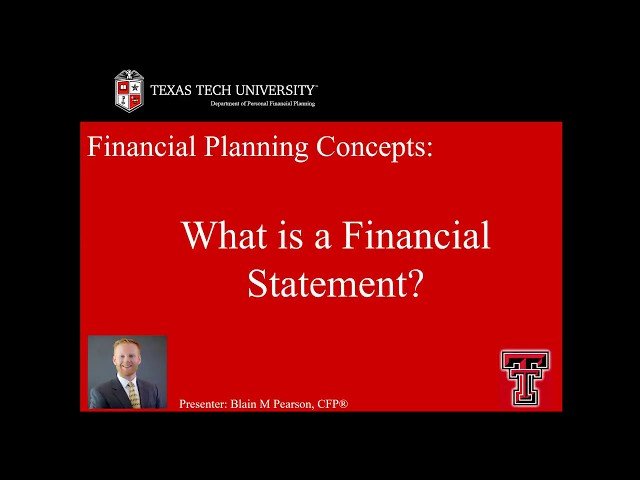 TEXAS TECH UNIVERSITY™
Department of Personal Financial Planning
Financial Planning Concepts:
What is a Financial
Statement?
Presenter: Blain M Pearson, CFP®